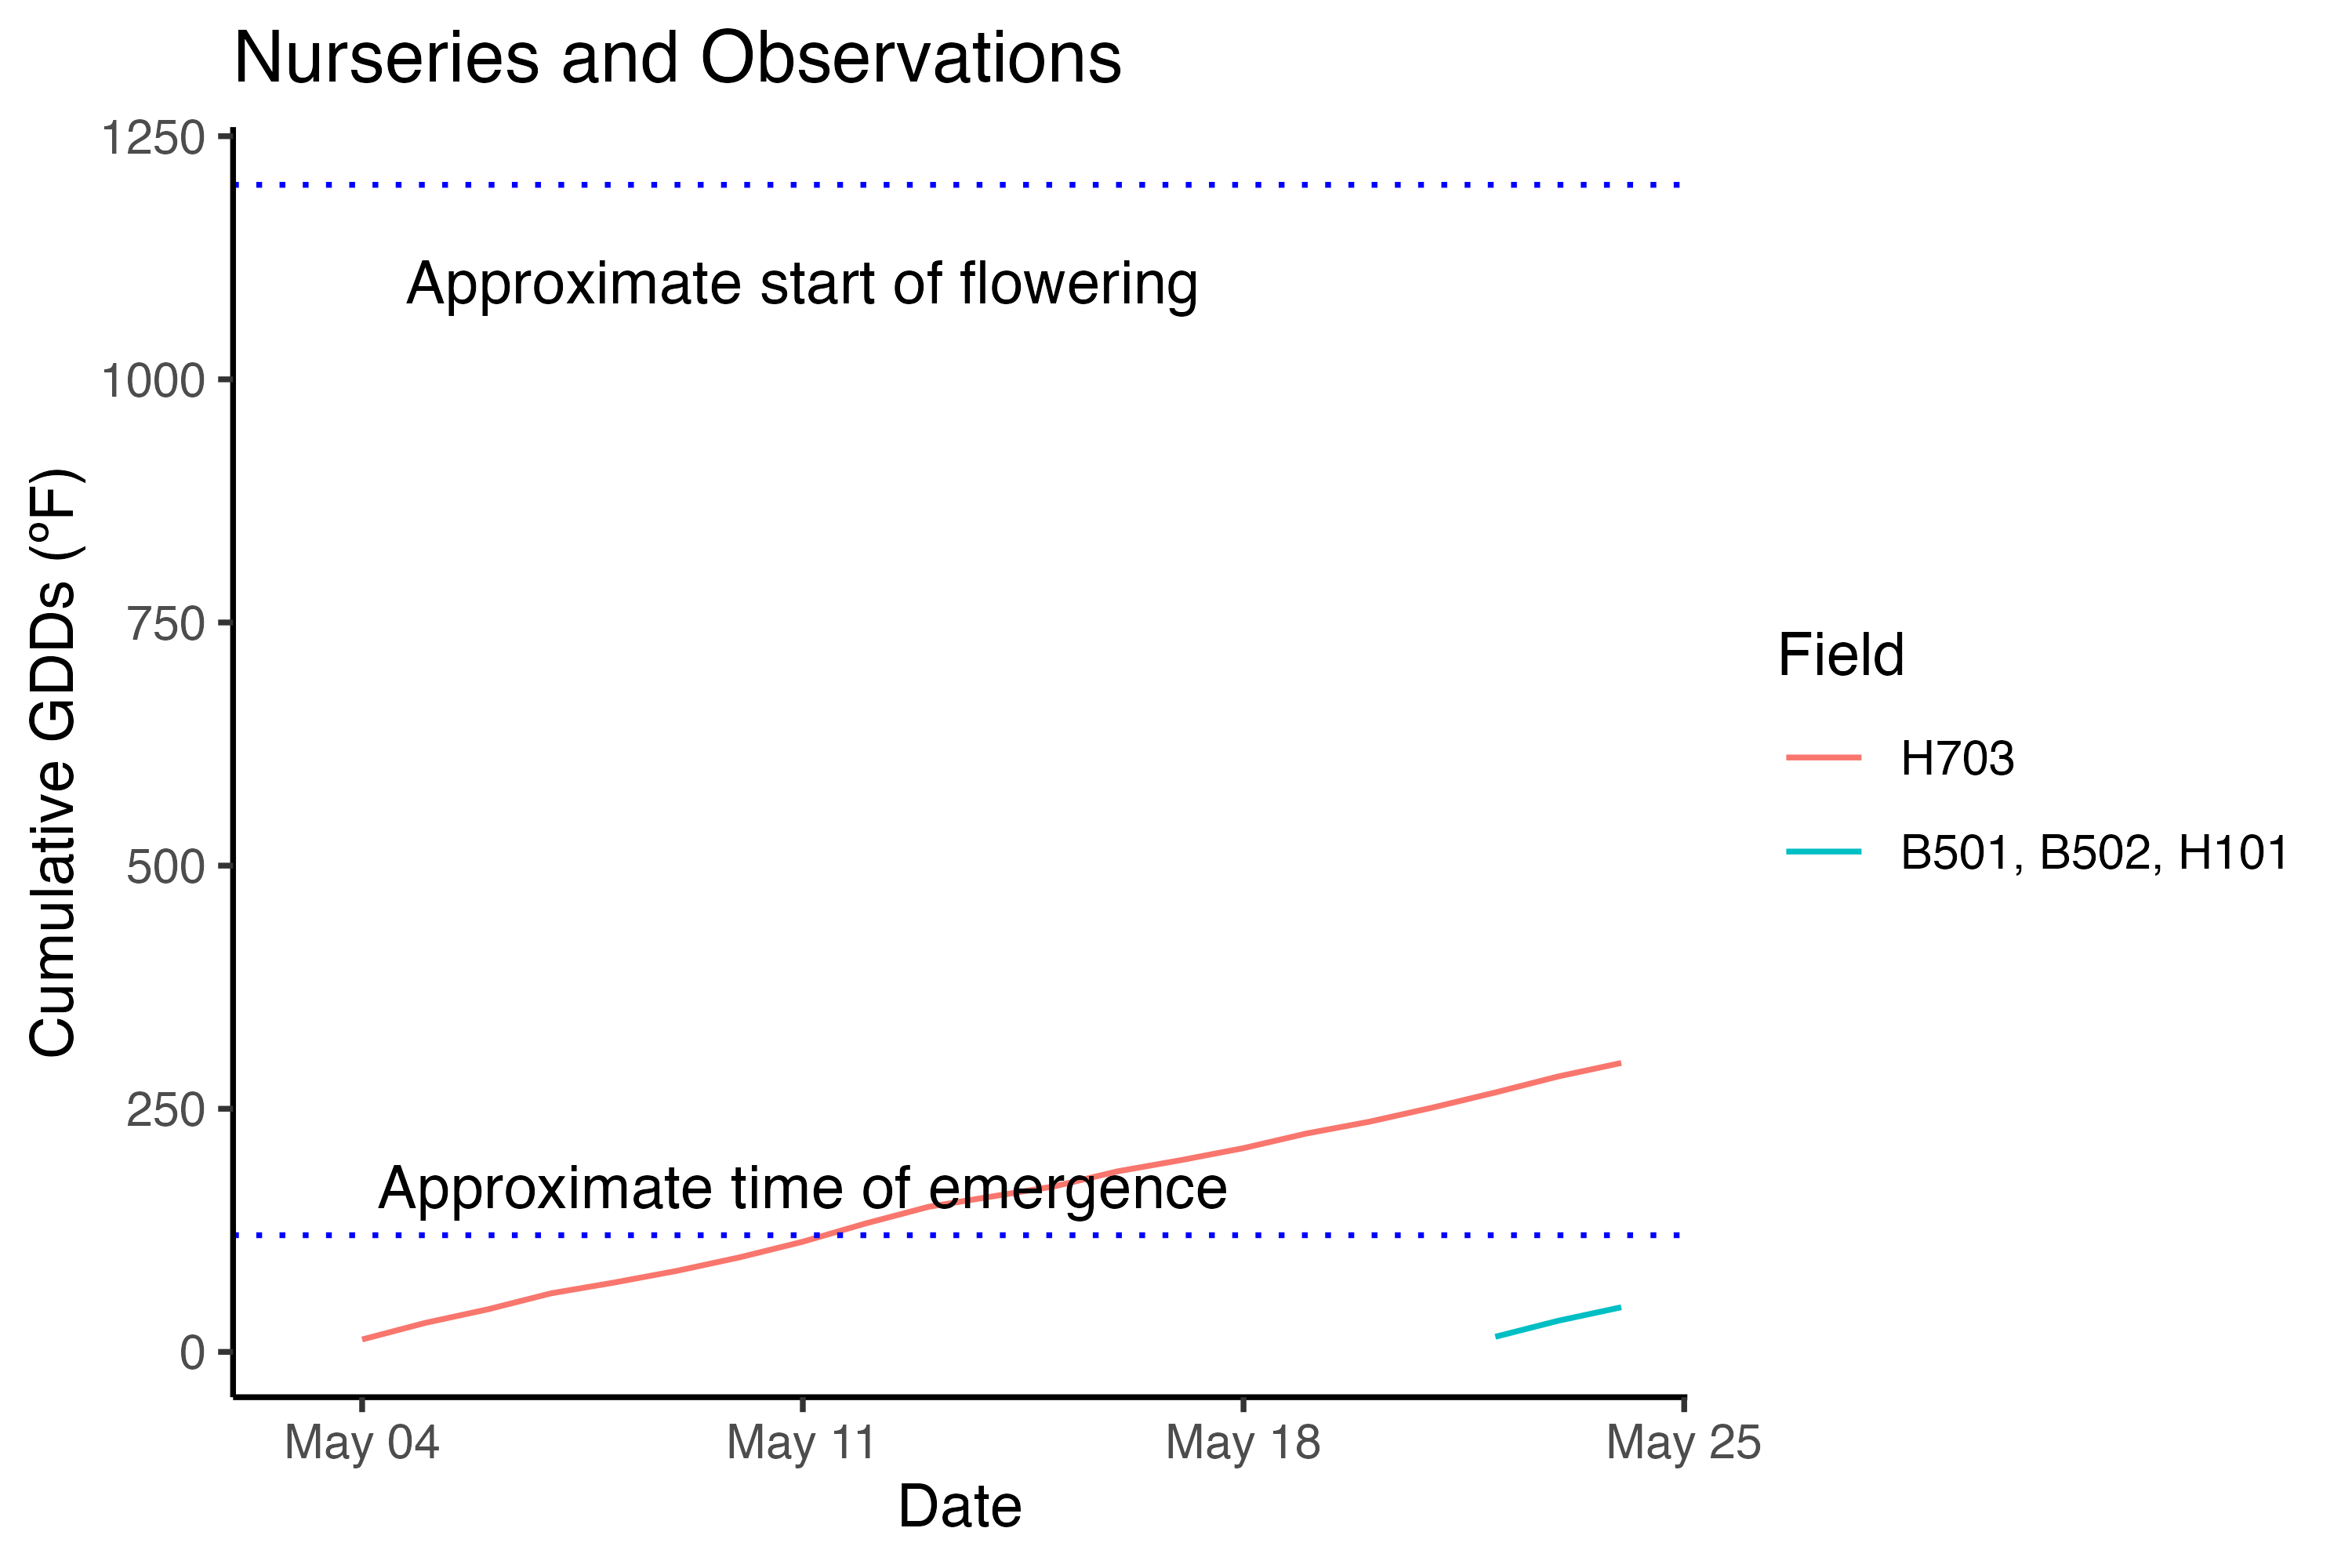 Nurseries and Observations
1250
1000
750
500
250
0
Cumulative GDDs (ºF)
Approximate start of flowering
Approximate time of emergence
May 04
May 11
May 18
May 25
Date
Field
H703
B501, B502, H101